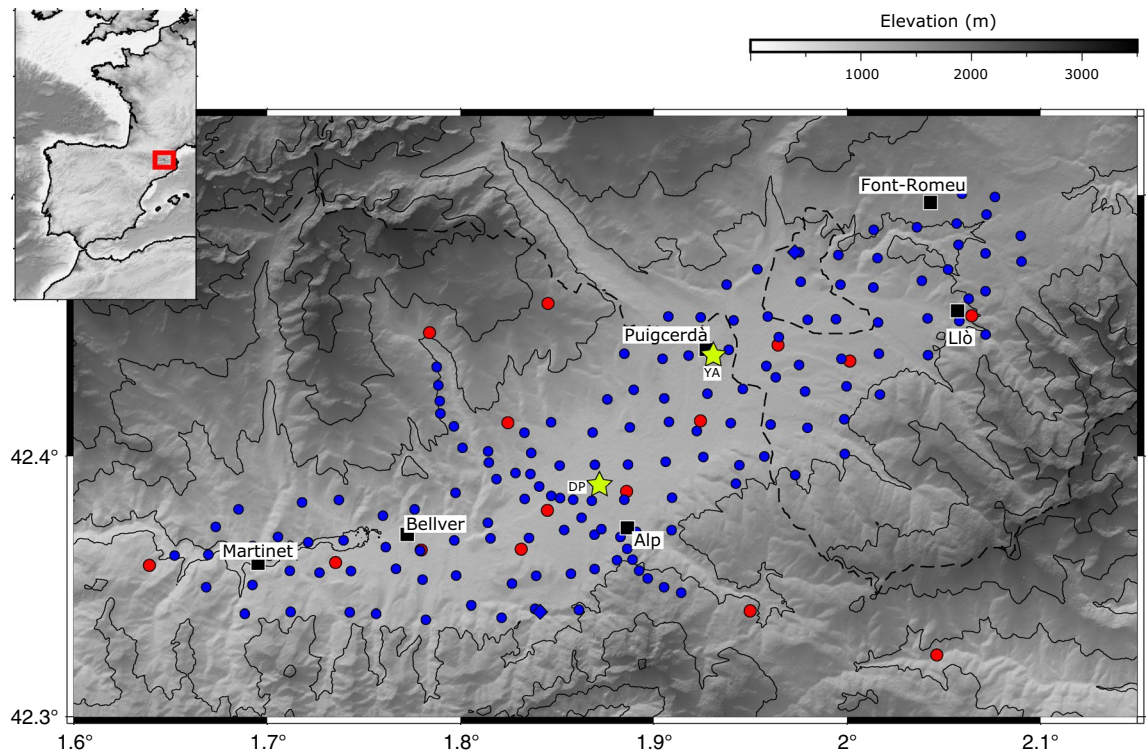 Elevation (m)
1000 2000 3000
Font-Romeu
Puigcerdà
Llò
YA
42.4
DP
Bellver
Alp
Martinet
42.3
1.6° 1.7° 1.8° 1.9° 2° 2.1°